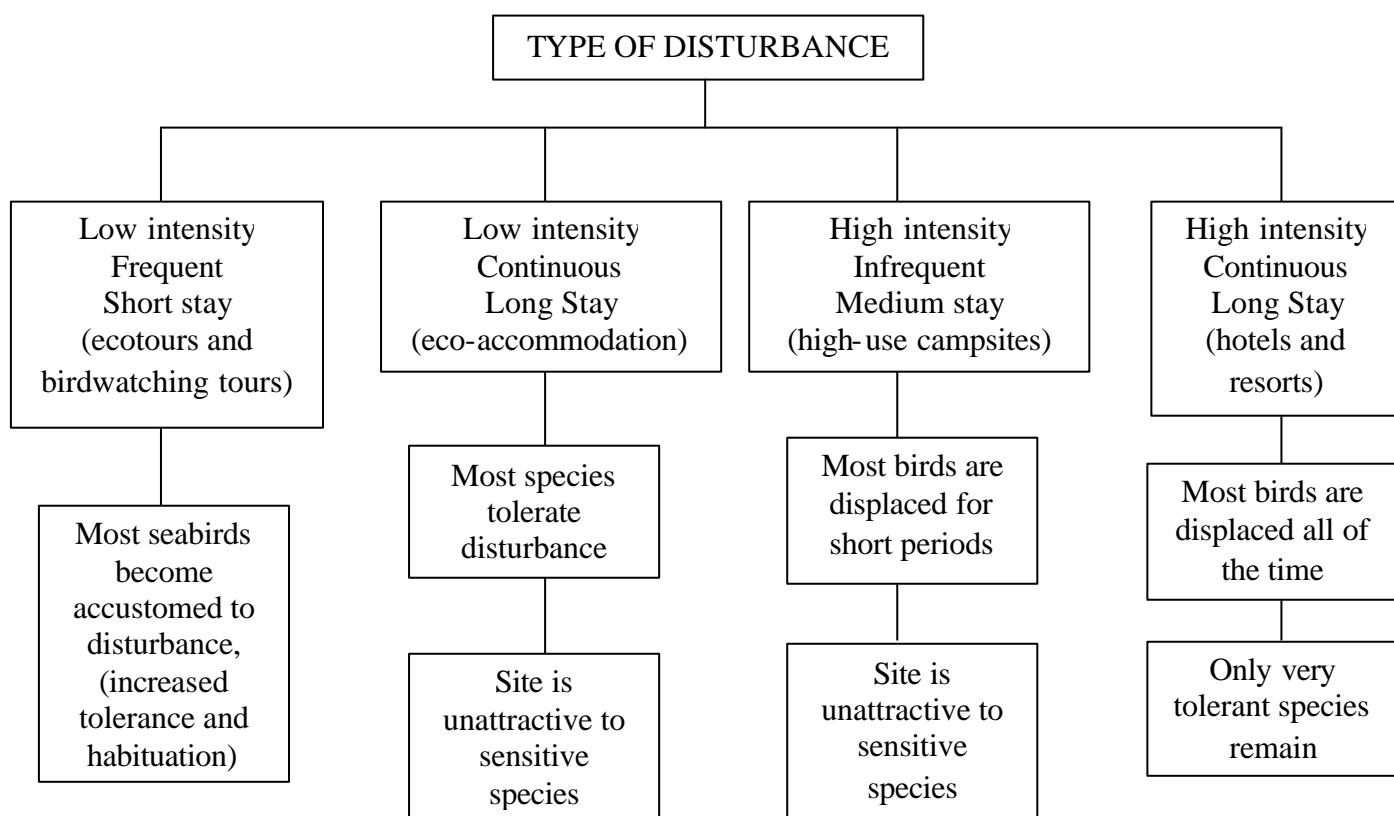 TYPE OF DISTURBANCE
Low intensity
Frequent
Short stay
(ecotours and
birdwatching tours)
Most seabirds
become
accustomed to
disturbance,
(increased
tolerance and
habituation)
Low intensity
Continuous
Long Stay
(eco-accommodation)
Most species
tolerate
disturbance
Site is
unattractive to
sensitive
species
High intensity
Infrequent
Medium stay
(high-use campsites)
Most birds are
displaced for
short periods
Site is
unattractive to
sensitive
species
High intensity
Continuous
Long Stay
(hotels and
resorts)
Most birds are
displaced all of
the time
Only very
tolerant species
remain